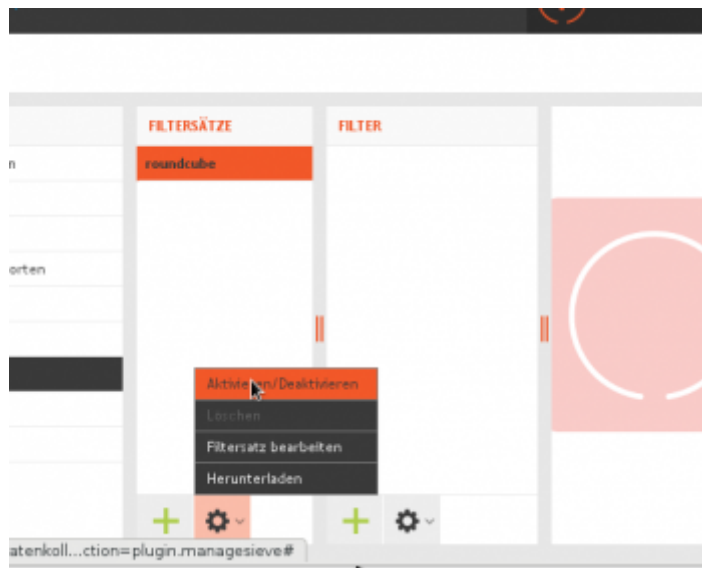 FILTERSÄTZE
FILTER
n
roundcube
orten
Aktivieren/Deaktivieren
Löschen
Filtersatz bearbeiten
Herunterladen
atenkoll...ction=plugin.managesieve#